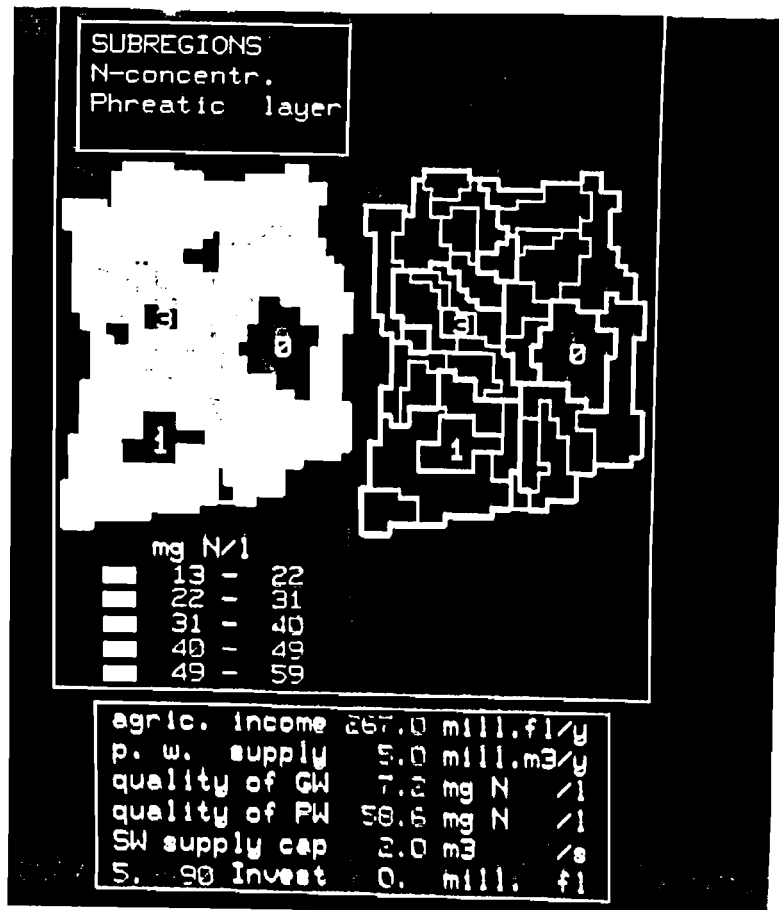 SUBREGIONS
N-concentr.
Phreatic layer
3
0
1
3
0
1
mg N/l
13 - 22
22 - 31
31 - 40
40 - 49
49 - 59
agric. income 267.0 mill.fl/y
p. w. supply 5.0 mill.m3/y
quality of GW 7.2 mg N /l
quality of PW 58.6 mg N /l
SW supply cap 2.0 m3 /s
5. 90 Invest 0. mill. fl